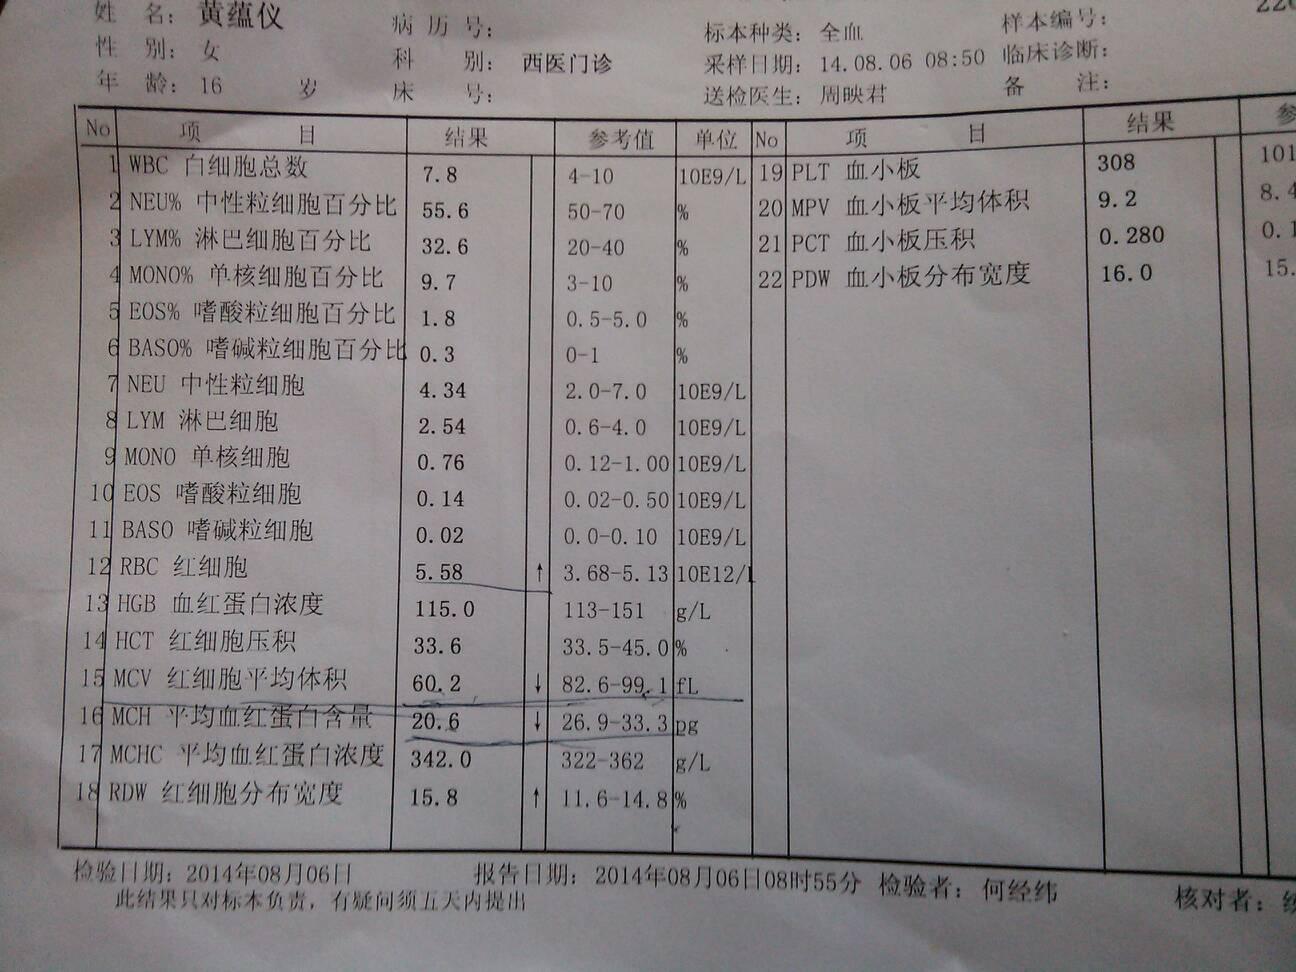 姓 名: 黄蕴仪 病 历 号: 标本种类: 全血 样本编号:
性 别: 女 科 别: 西医门诊 采样日期: 14.08.06 08:50 临床诊断:
年 龄: 16 岁 床 号: 送检医生: 周映君 备 注:
No 项 目 结果 参考值 单位 No 项 目 结果
1 WBC 白细胞总数 7.8 4-10 10E9/L 19 PLT 血小板 308 101
2 NEU% 中性粒细胞百分比 55.6 50-70 % 20 MPV 血小板平均体积 9.2 8.4
3 LYM% 淋巴细胞百分比 32.6 20-40 % 21 PCT 血小板压积 0.280 0.1
4 MONO% 单核细胞百分比 9.7 3-10 % 22 PDW 血小板分布宽度 16.0 15.
5 EOS% 嗜酸粒细胞百分比 1.8 0.5-5.0 %
6 BASO% 嗜碱粒细胞百分比 0.3 0-1 %
7 NEU 中性粒细胞 4.34 2.0-7.0 10E9/L
8 LYM 淋巴细胞 2.54 0.6-4.0 10E9/L
9 MONO 单核细胞 0.76 0.12-1.00 10E9/L
10 EOS 嗜酸粒细胞 0.14 0.02-0.50 10E9/L
11 BASO 嗜碱粒细胞 0.02 0.0-0.10 10E9/L
12 RBC 红细胞 5.58 ↑ 3.68-5.13 10E12/L
13 HGB 血红蛋白浓度 115.0 113-151 g/L
14 HCT 红细胞压积 33.6 33.5-45.0 %
15 MCV 红细胞平均体积 60.2 ↓ 82.6-99.1 fL
16 MCH 平均血红蛋白含量 20.6 ↓ 26.9-33.3 pg
17 MCHC 平均血红蛋白浓度 342.0 322-362 g/L
18 RDW 红细胞分布宽度 15.8 ↑ 11.6-14.8 %
检验日期: 2014年08月06日 报告日期: 2014年08月06日08时55分 检验者: 何经纬 核对者:
此结果只对标本负责，有疑问须五天内提出